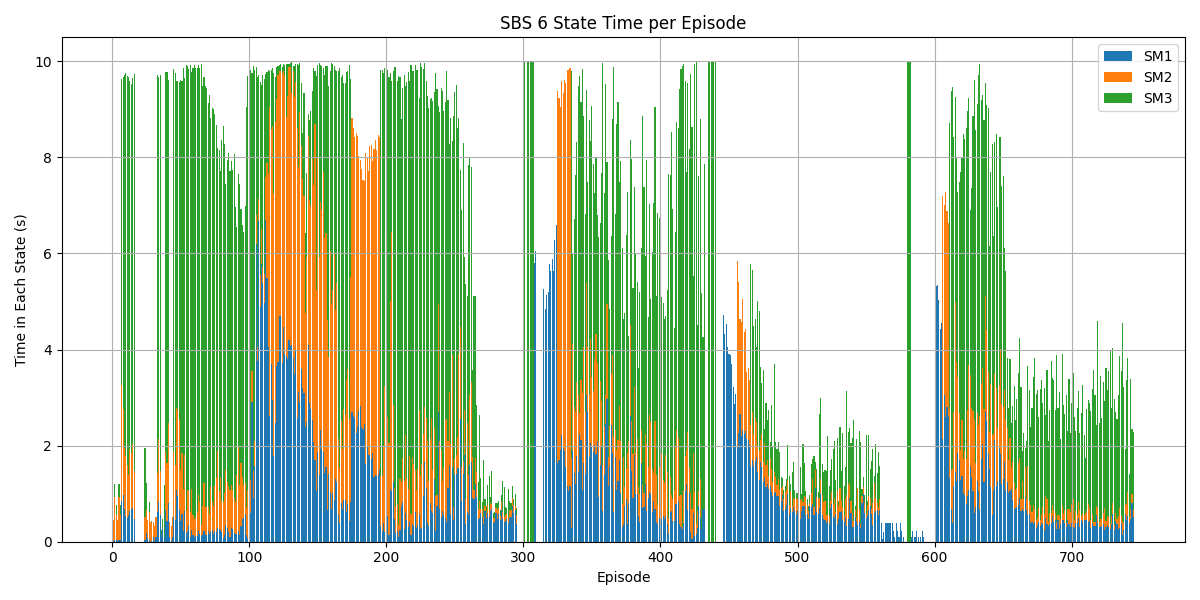 SBS 6 State Time per Episode
SM1
SM2
SM3
Time in Each State (s)
10
8
6
4
2
0
0 100 200 300 400 500 600 700
Episode